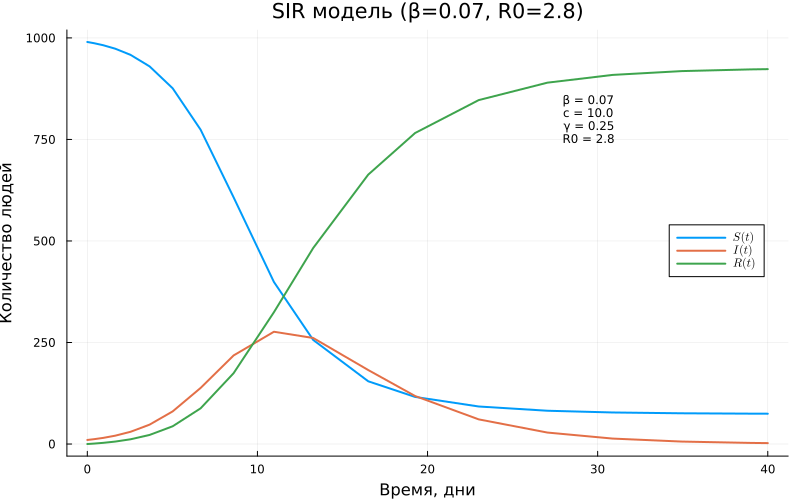 SIR модель (β=0.07, R0=2.8)
Количество людей
1000
750
500
250
0
β = 0.07
c = 10.0
γ = 0.25
R0 = 2.8
S(t)
I(t)
R(t)
0
10
20
30
40
Время, дни